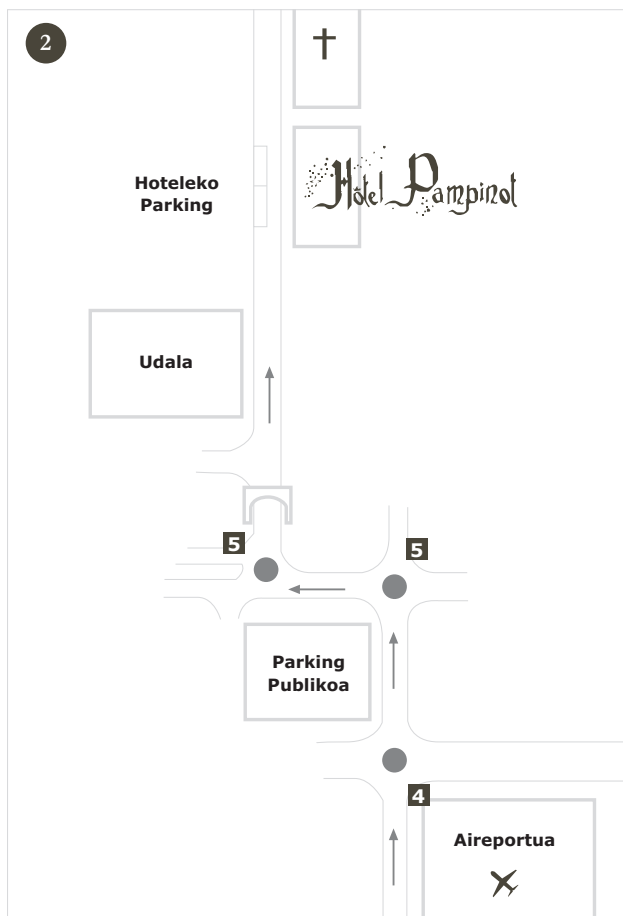 2
Hôtel Pampinot
Hoteleko
Parking
Udala
5
5
Parking
Publikoa
4
Aireportua